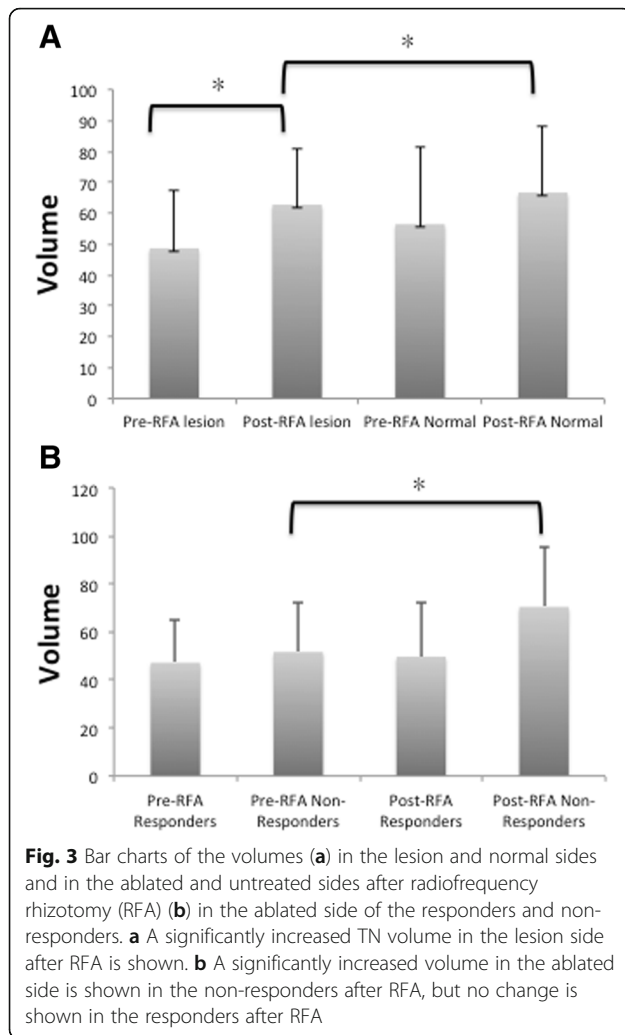 A
*
*
100
90
80
70
60
50
40
30
20
10
0
Volume
Pre-RFA lesion Post-RFA lesion Pre-RFA Normal Post-RFA Normal
B
*
120
100
80
60
40
20
0
Volume
Pre-RFA Responders
Pre-RFA Non-Responders
Post-RFA Responders
Post-RFA Non-Responders
Fig. 3 Bar charts of the volumes (a) in the lesion and normal sides
and in the ablated and untreated sides after radiofrequency
rhizotomy (RFA) (b) in the ablated side of the responders and non-
responders. a A significantly increased TN volume in the lesion side
after RFA is shown. b A significantly increased volume in the ablated
side is shown in the non-responders after RFA, but no change is
shown in the responders after RFA